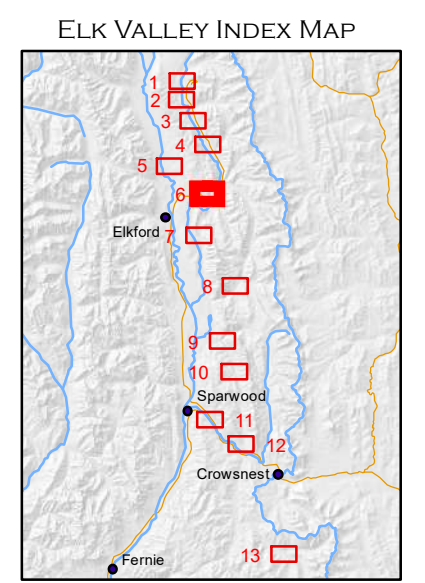 ELK VALLEY INDEX MAP
1
2
3
4
5
6
Elkford
7
8
9
10
Sparwood
11
12
Crowsnest
13
Fernie